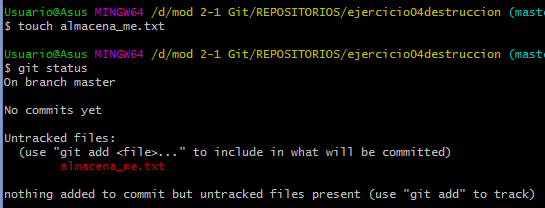 Usuario@Asus MINGW64 /d/mod 2-1 Git/REPOSITORIOS/ejercicio04destruccion (mast
$ touch almacena_me.txt
Usuario@Asus MINGW64 /d/mod 2-1 Git/REPOSITORIOS/ejercicio04destruccion (mast
$ git status
On branch master
No commits yet
Untracked files:
(use "git add <file>..." to include in what will be committed)
almacena_me.txt
nothing added to commit but untracked files present (use "git add" to track)